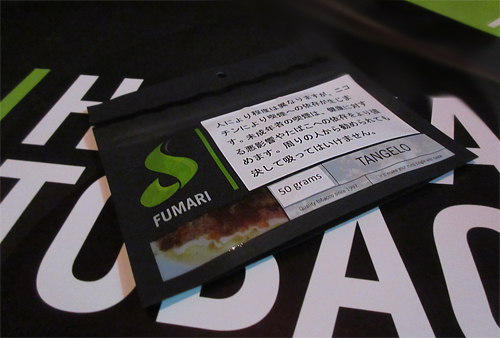 人により程度は異なりますが、ニコ
チンにより喫煙への依存が生じま
す。未成年者の喫煙は、健康に対す
る悪影響やたばこへの依存をより強
めます。周りの人から勧められても
決して吸ってはいけません。
FUMARI
50 grams
TANGELO
Quality tobacco since 1997